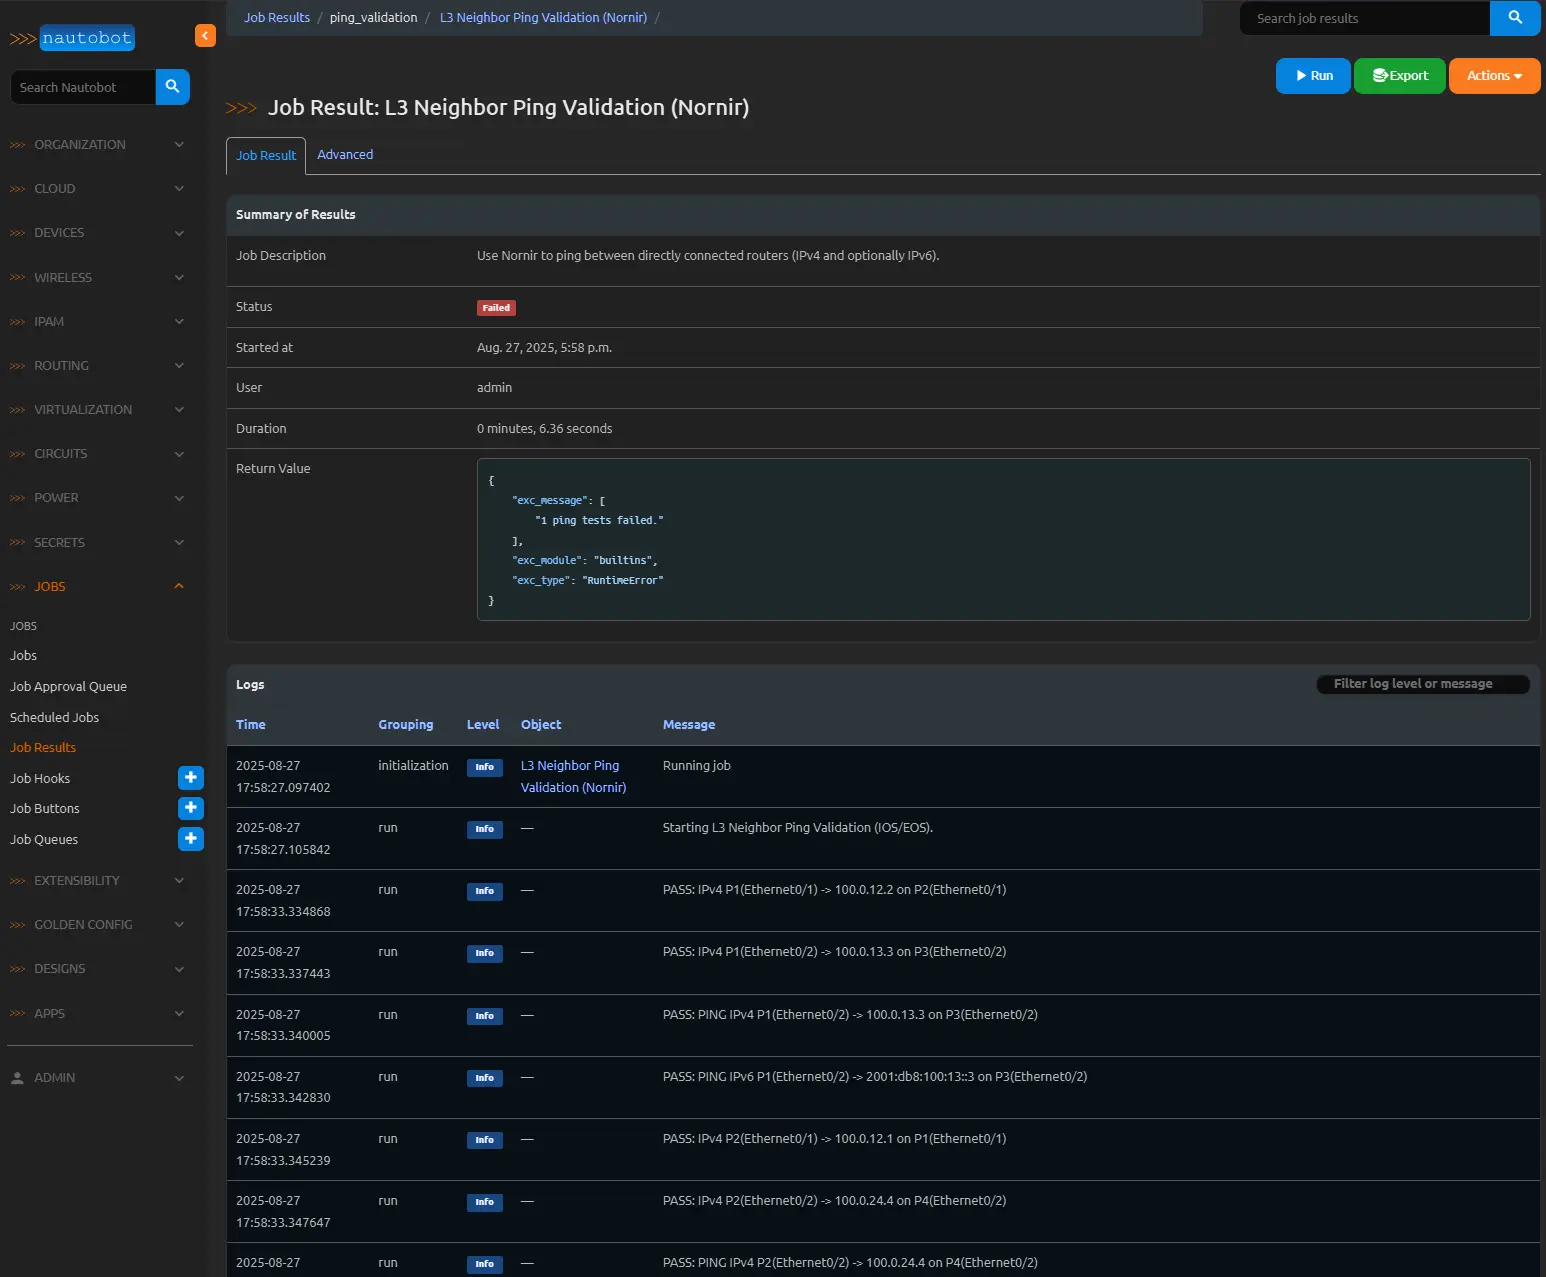 Job Results / ping_validation / L3 Neighbor Ping Validation (Nornir) /
Search job results
>>> nautobot
Search Nautobot
Run
Export
Actions
>>> Job Result: L3 Neighbor Ping Validation (Nornir)
Job Result
Advanced
>>> ORGANIZATION
>>> CLOUD
>>> DEVICES
>>> WIRELESS
>>> IPAM
>>> ROUTING
>>> VIRTUALIZATION
>>> CIRCUITS
>>> POWER
>>> SECRETS
>>> JOBS
JOBS
Jobs
Job Approval Queue
Scheduled Jobs
Job Results
Job Hooks
Job Buttons
Job Queues
>>> EXTENSIBILITY
>>> GOLDEN CONFIG
>>> DESIGNS
>>> APPS
ADMIN
Summary of Results
Job Description Use Nornir to ping between directly connected routers (IPv4 and optionally IPv6).
Status Failed
Started at Aug. 27, 2025, 5:58 p.m.
User admin
Duration 0 minutes, 6.36 seconds
Return Value
{
"exc_message": [
"1 ping tests failed."
],
"exc_module": "builtins",
"exc_type": "RuntimeError"
}
Logs
Filter log level or message
Time Grouping Level Object Message
2025-08-27 initialization Info L3 Neighbor Ping Running job
17:58:27.097402 Validation (Nornir)
2025-08-27 run Info — Starting L3 Neighbor Ping Validation (IOS/EOS).
17:58:27.105842
2025-08-27 run Info — PASS: IPv4 P1(Ethernet0/1) -> 100.0.12.2 on P2(Ethernet0/1)
17:58:33.334868
2025-08-27 run Info — PASS: IPv4 P1(Ethernet0/2) -> 100.0.13.3 on P3(Ethernet0/2)
17:58:33.337443
2025-08-27 run Info — PASS: PING IPv4 P1(Ethernet0/2) -> 100.0.13.3 on P3(Ethernet0/2)
17:58:33.340005
2025-08-27 run Info — PASS: PING IPv6 P1(Ethernet0/2) -> 2001:db8:100:13::3 on P3(Ethernet0/2)
17:58:33.342830
2025-08-27 run Info — PASS: IPv4 P2(Ethernet0/1) -> 100.0.12.1 on P1(Ethernet0/1)
17:58:33.345239
2025-08-27 run Info — PASS: IPv4 P2(Ethernet0/2) -> 100.0.24.4 on P4(Ethernet0/2)
17:58:33.347647
2025-08-27 run Info — PASS: PING IPv4 P2(Ethernet0/2) -> 100.0.24.4 on P4(Ethernet0/2)